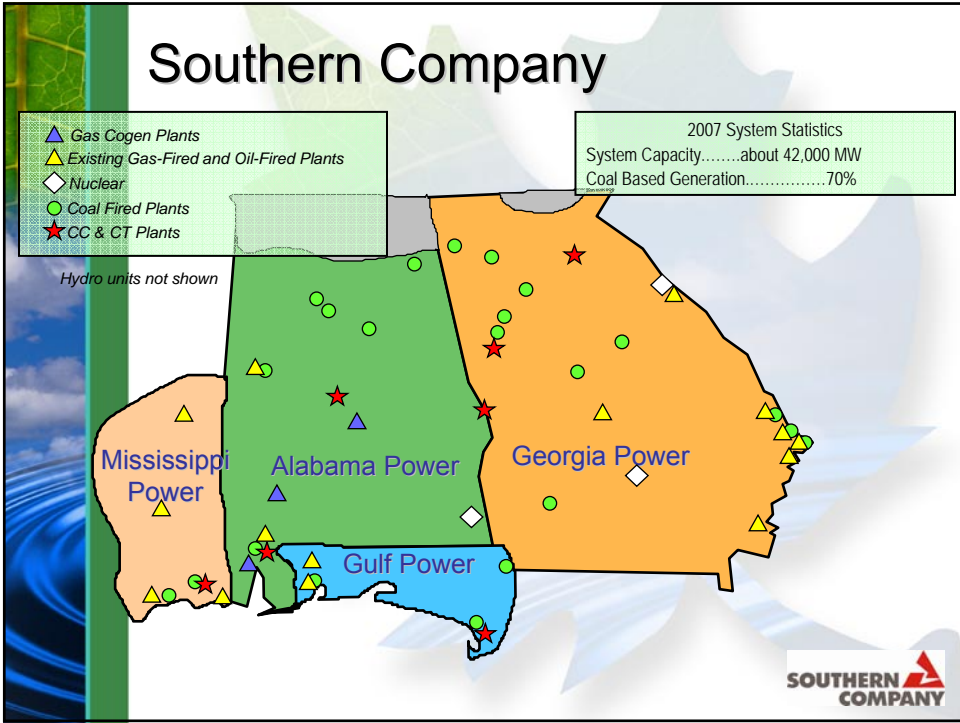 Southern Company
Gas Cogen Plants
Existing Gas-Fired and Oil-Fired Plants
Nuclear
Coal Fired Plants
CC & CT Plants
Hydro units not shown
2007 System Statistics
System Capacity........about 42,000 MW
Coal Based Generation................70%
Mississippi
Power
Alabama Power
Georgia Power
Gulf Power
SOUTHERN
COMPANY